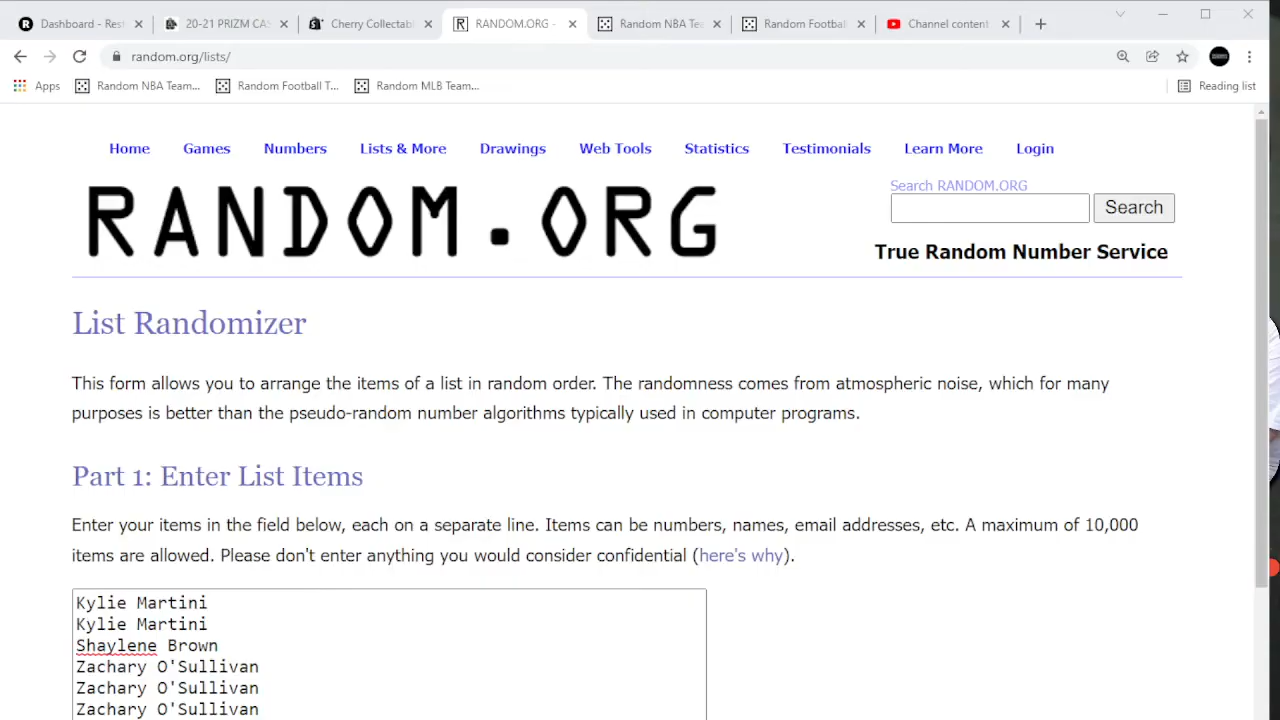 Dashboard - Rest
20-21 PRIZM CAS
Cherry Collectabl
RANDOM.ORG -
Random NBA Tea
Random Footbal
Channel content
random.org/lists/
Apps
Random NBA Team...
Random Football T...
Random MLB Team...
Reading list
Home
Games
Numbers
Lists & More
Drawings
Web Tools
Statistics
Testimonials
Learn More
Login
RANDOM.ORG
Search RANDOM.ORG
Search
True Random Number Service
List Randomizer
This form allows you to arrange the items of a list in random order. The randomness comes from atmospheric noise, which for many
purposes is better than the pseudo-random number algorithms typically used in computer programs.
Part 1: Enter List Items
Enter your items in the field below, each on a separate line. Items can be numbers, names, email addresses, etc. A maximum of 10,000
items are allowed. Please don't enter anything you would consider confidential (here's why).
Kylie Martini
Kylie Martini
Shaylene Brown
Zachary O'Sullivan
Zachary O'Sullivan
Zachary O'Sullivan